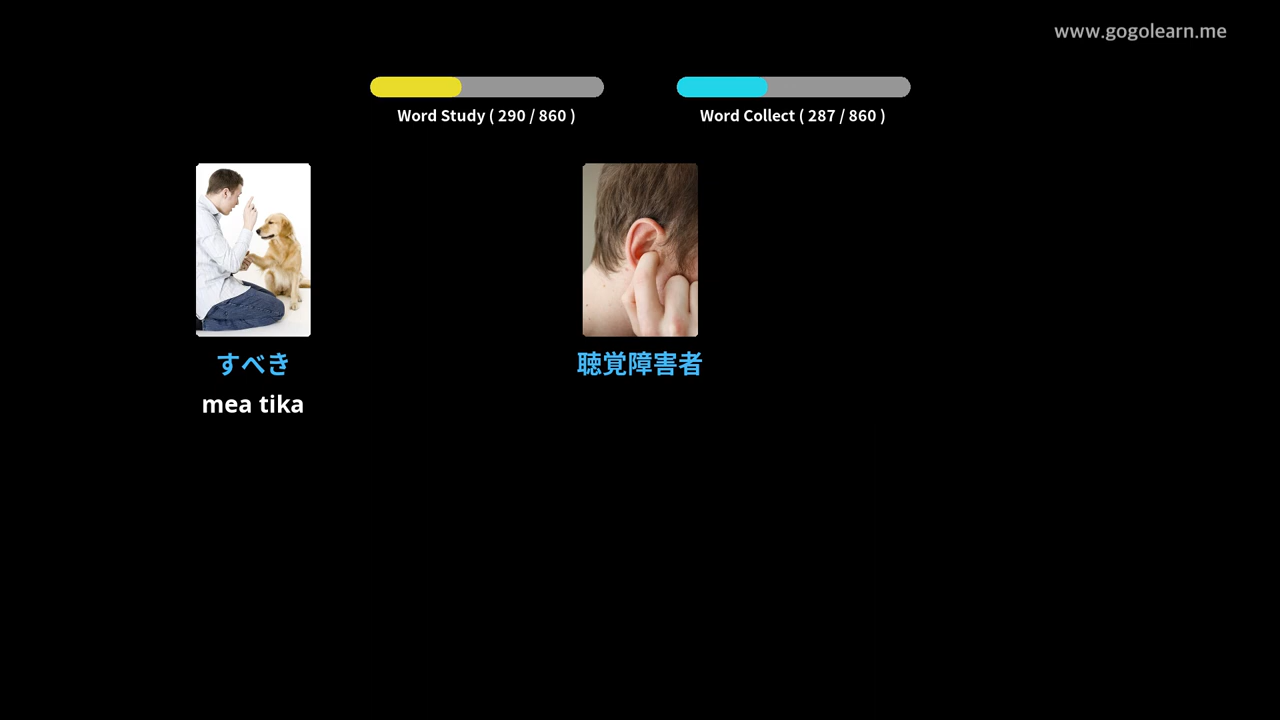 www.gogolearn.me
Word Study ( 290 / 860 )
Word Collect ( 287 / 860 )
すべき
mea tika
聴覚障害者